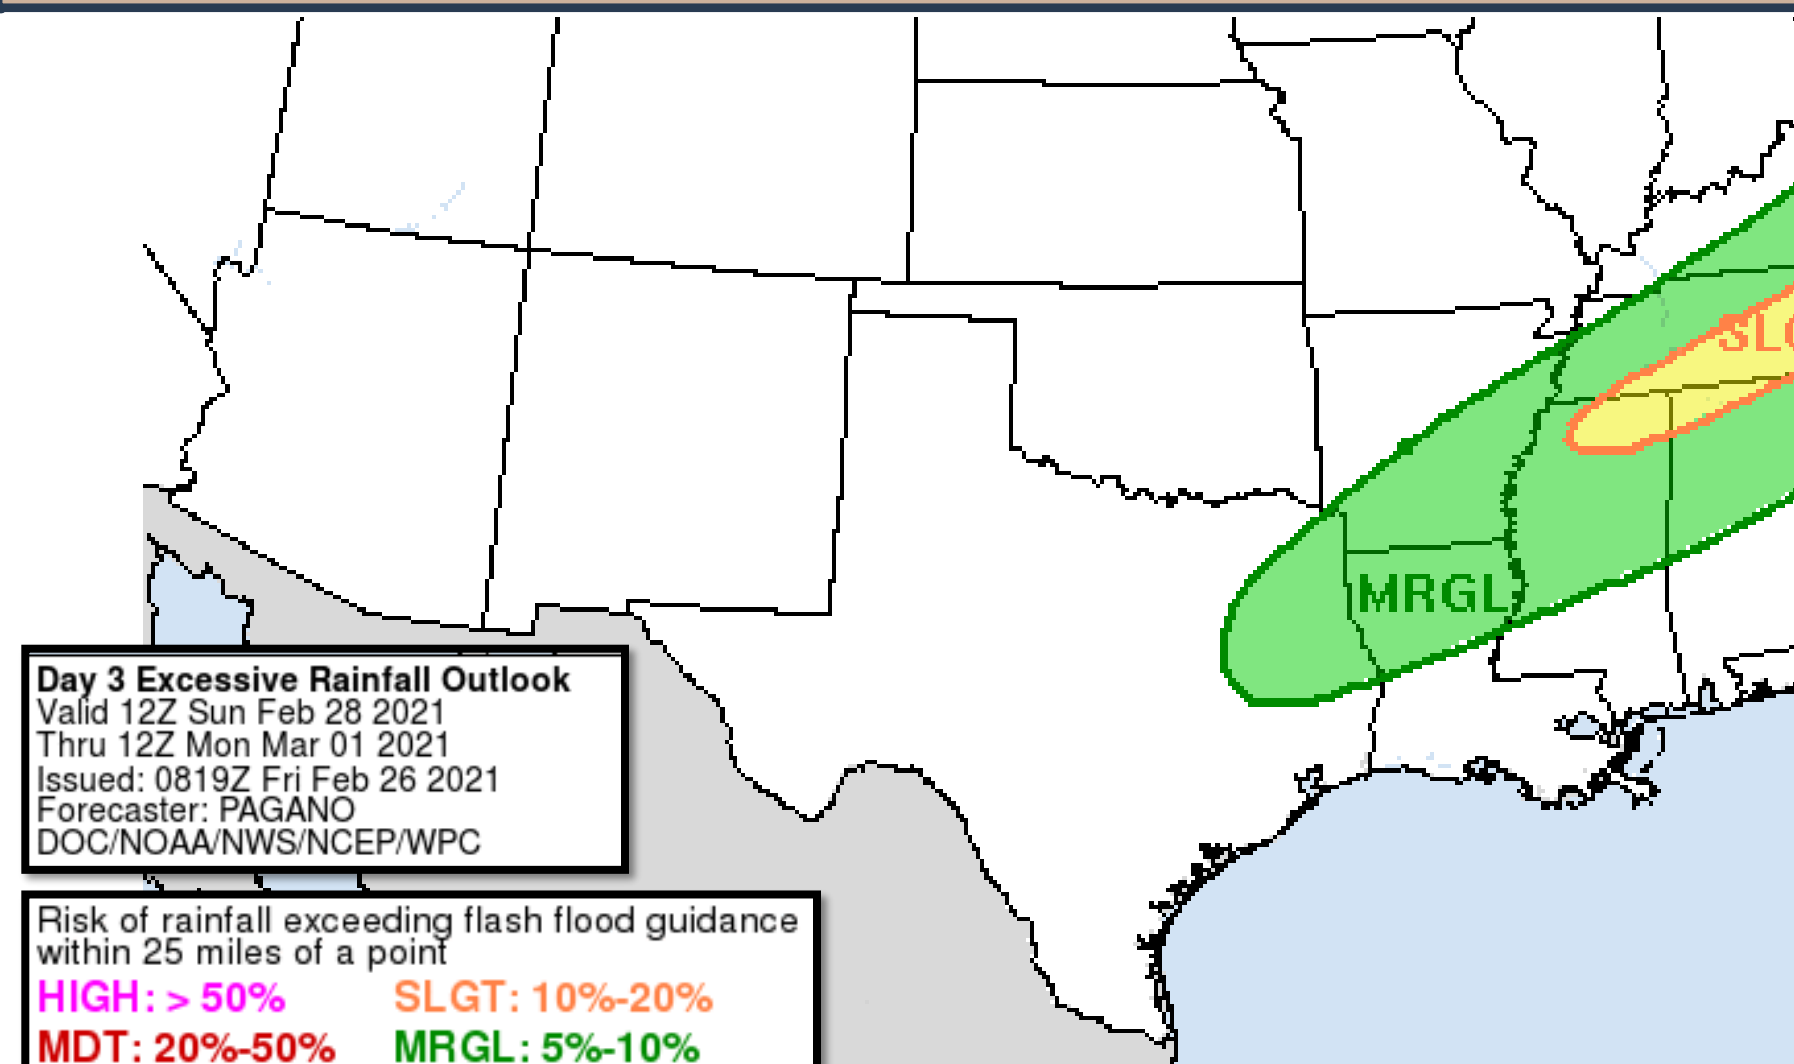 SLG
MRGL
Day 3 Excessive Rainfall Outlook
Valid 12Z Sun Feb 28 2021
Thru 12Z Mon Mar 01 2021
Issued: 0819Z Fri Feb 26 2021
Forecaster: PAGANO
DOC/NOAA/NWS/NCEP/WPC
Risk of rainfall exceeding flash flood guidance
within 25 miles of a point
HIGH: > 50% SLGT: 10%-20%
MDT: 20%-50% MRGL: 5%-10%